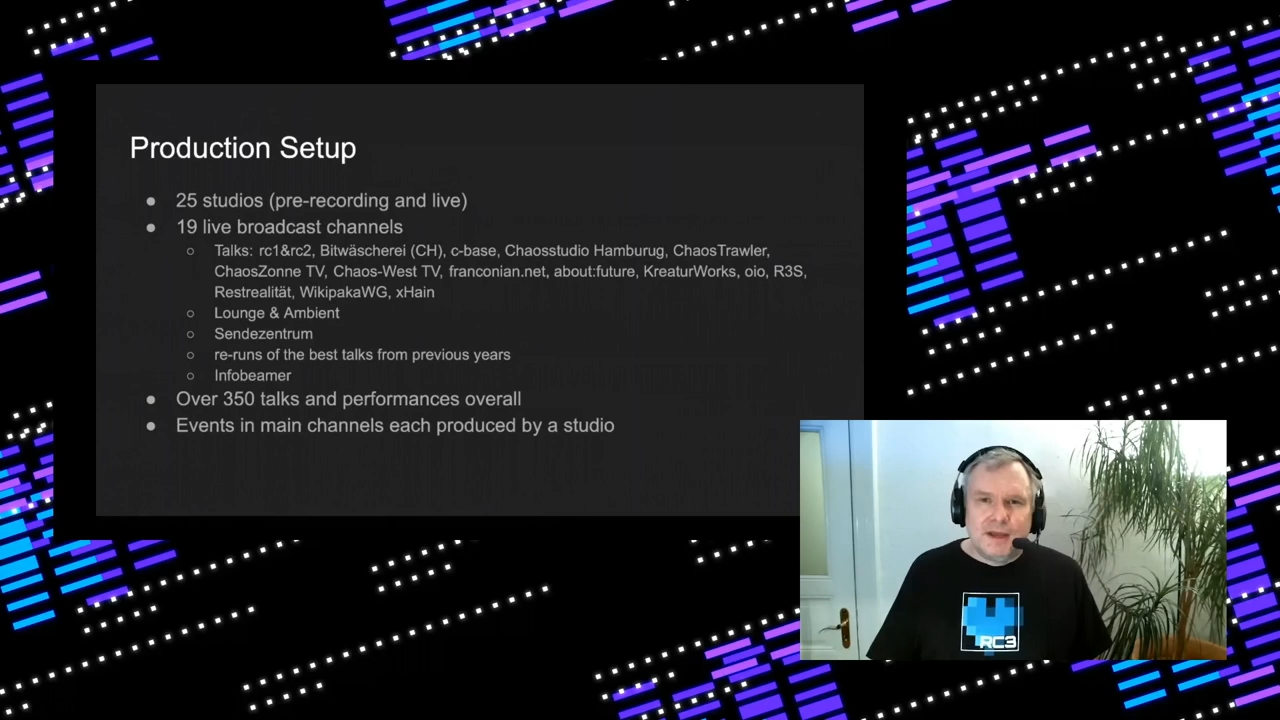 Production Setup
● 25 studios (pre-recording and live)
● 19 live broadcast channels
○ Talks: rc1&rc2, Bitwäscherei (CH), c-base, Chaosstudio Hamburug, ChaosTrawler,
ChaosZonne TV, Chaos-West TV, franconian.net, about:future, KreaturWorks, oio, R3S,
Restrealität, WikipakaWG, xHain
○ Lounge & Ambient
○ Sendezentrum
○ re-runs of the best talks from previous years
○ Infobeamer
● Over 350 talks and performances overall
● Events in main channels each produced by a studio
RC3